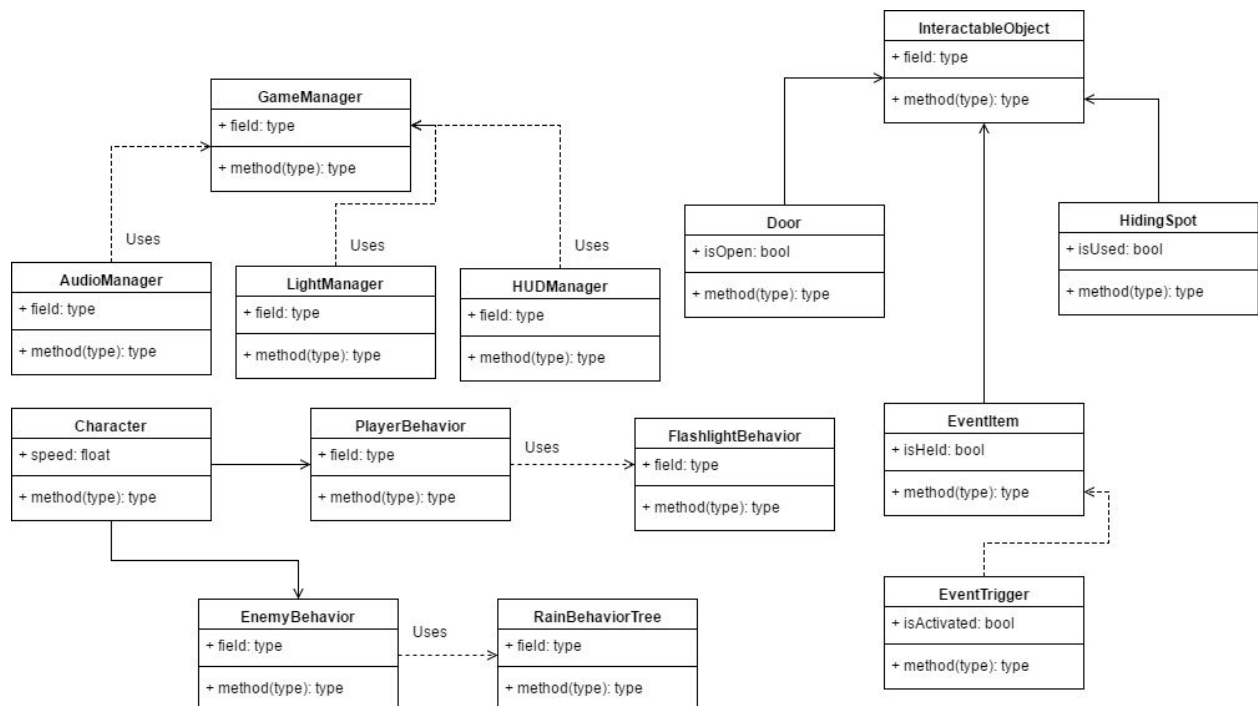 InteractableObject
+ field: type
+ method(type): type
GameManager
+ field: type
+ method(type): type
Uses
Uses
Uses
AudioManager
+ field: type
+ method(type): type
LightManager
+ field: type
+ method(type): type
HUDManager
+ field: type
+ method(type): type
Door
+ isOpen: bool
+ method(type): type
HidingSpot
+ isUsed: bool
+ method(type): type
Character
+ speed: float
+ method(type): type
PlayerBehavior
+ field: type
+ method(type): type
Uses
FlashlightBehavior
+ field: type
+ method(type): type
EventItem
+ isHeld: bool
+ method(type): type
EnemyBehavior
+ field: type
+ method(type): type
Uses
RainBehaviorTree
+ field: type
+ method(type): type
EventTrigger
+ isActivated: bool
+ method(type): type